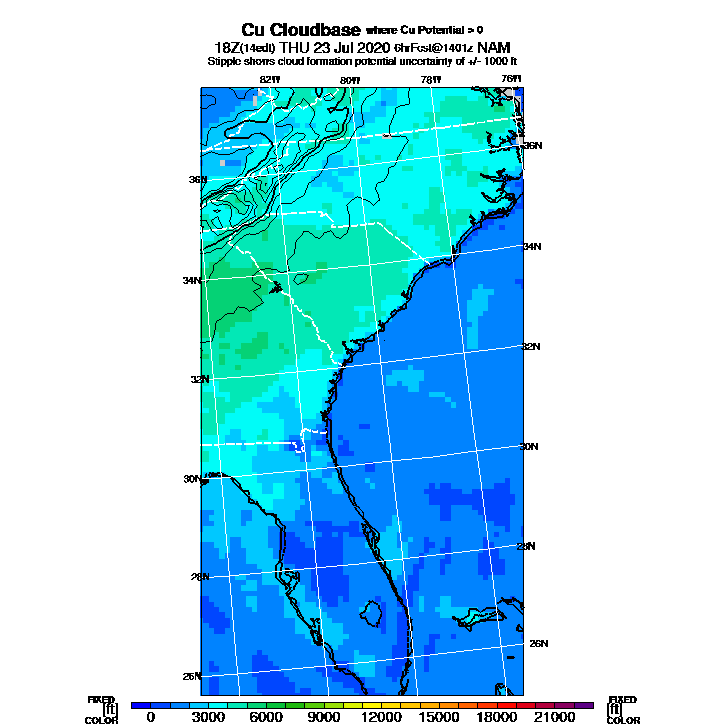 Cu Cloudbase where Cu Potential > 0
18Z(14edt) THU 23 Jul 2020 6hrFcst@1401z NAM
Stipple shows cloud formation potential uncertainty of +/- 1000 ft
82W 80W 78W 76W
36N
36N
34N
34N
32N
32N
30N
30N
28N
28N
26N
26N
FIXED [ft] COLOR
0 3000 6000 9000 12000 15000 18000 21000
FIXED [ft] COLOR